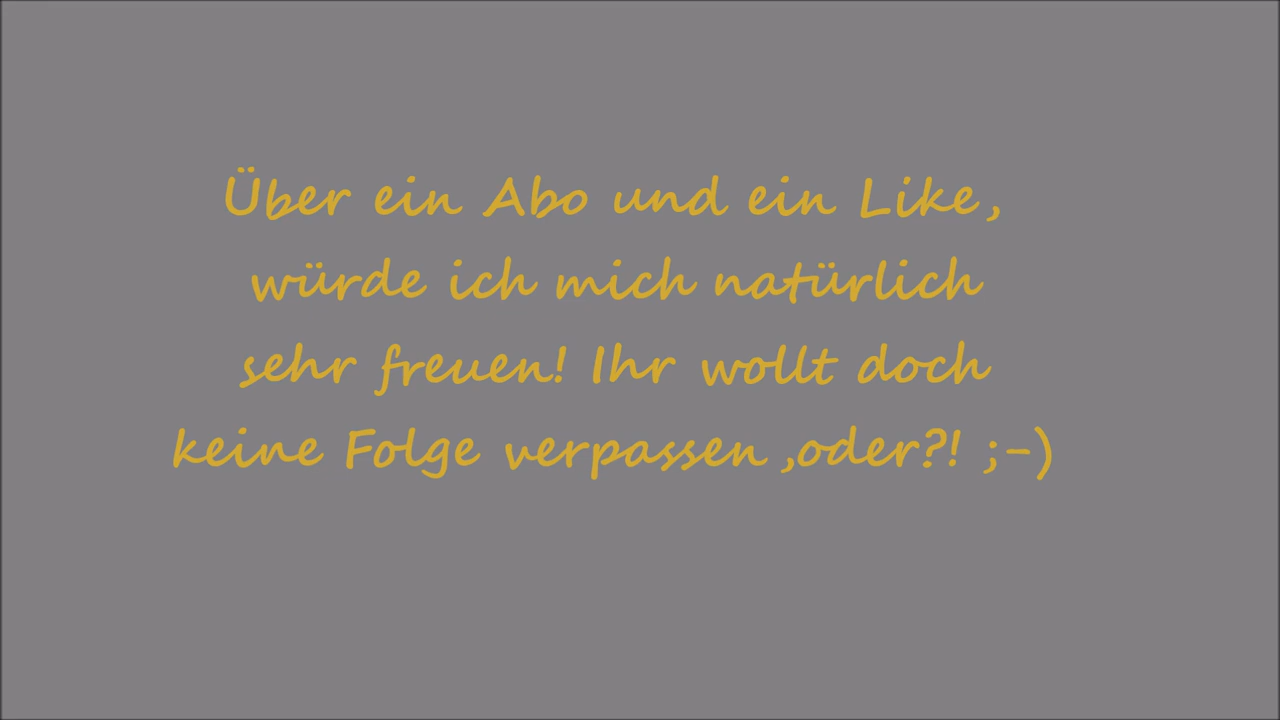 Über ein Abo und ein Like,
würde ich mich natürlich
sehr freuen! Ihr wollt doch
keine Folge verpassen ,oder?! ;-)